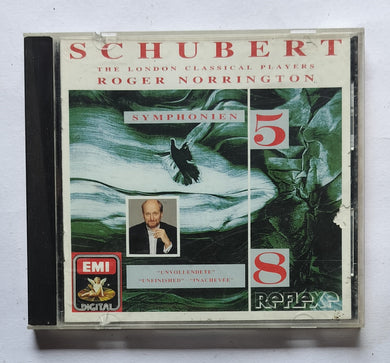 SCHUBERT
THE LONDON CLASSICAL PLAYERS
ROGER NORRINGTON
SYMPHONIEN
5
8
"UNVOLLENDETE"
"UNFINISHED" "INACHEVÉE"
EMI
DIGITAL
REFLEXE